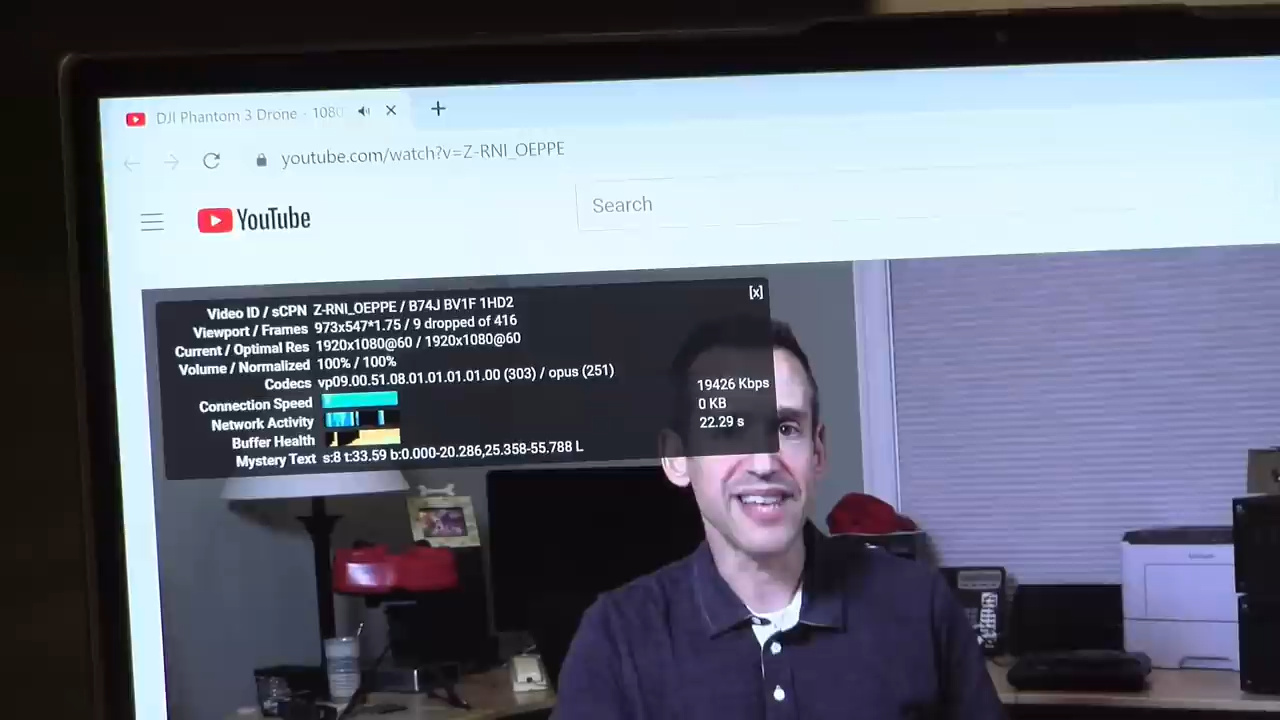 DJI Phantom 3 Drone - 1080
youtube.com/watch?v=Z-RNI_OEPPE
YouTube
Search
[x]
Video ID / sCPN Z-RNI_OEPPE / B74J BV1F 1HD2
Viewport / Frames 973x547*1.75 / 9 dropped of 416
Current / Optimal Res 1920x1080@60 / 1920x1080@60
Volume / Normalized 100% / 100%
Codecs vp09.00.51.08.01.01.01.01.00 (303) / opus (251)
Connection Speed 19426 Kbps
Network Activity 0 KB
Buffer Health 22.29 s
Mystery Text s:8 t:33.59 b:0.000-20.286,25.358-55.788 L